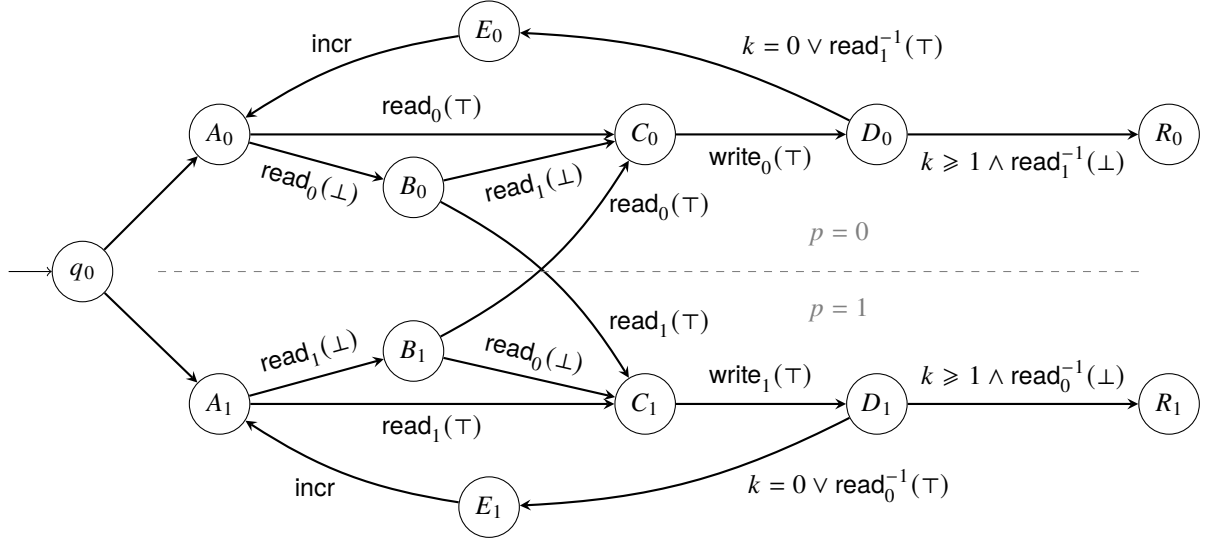 E₀
incr
k = 0 ∨ read₁⁻¹(⊤)
A₀
read₀(⊤)
C₀
D₀
R₀
read₀(⊥)
B₀
read₁(⊥)
write₀(⊤)
k ⩾ 1 ∧ read₁⁻¹(⊥)
read₀(⊤)
p = 0
q₀
p = 1
read₁(⊤)
read₁(⊥)
B₁
read₀(⊥)
write₁(⊤)
k ⩾ 1 ∧ read₀⁻¹(⊥)
A₁
read₁(⊤)
C₁
D₁
R₁
incr
E₁
k = 0 ∨ read₀⁻¹(⊤)